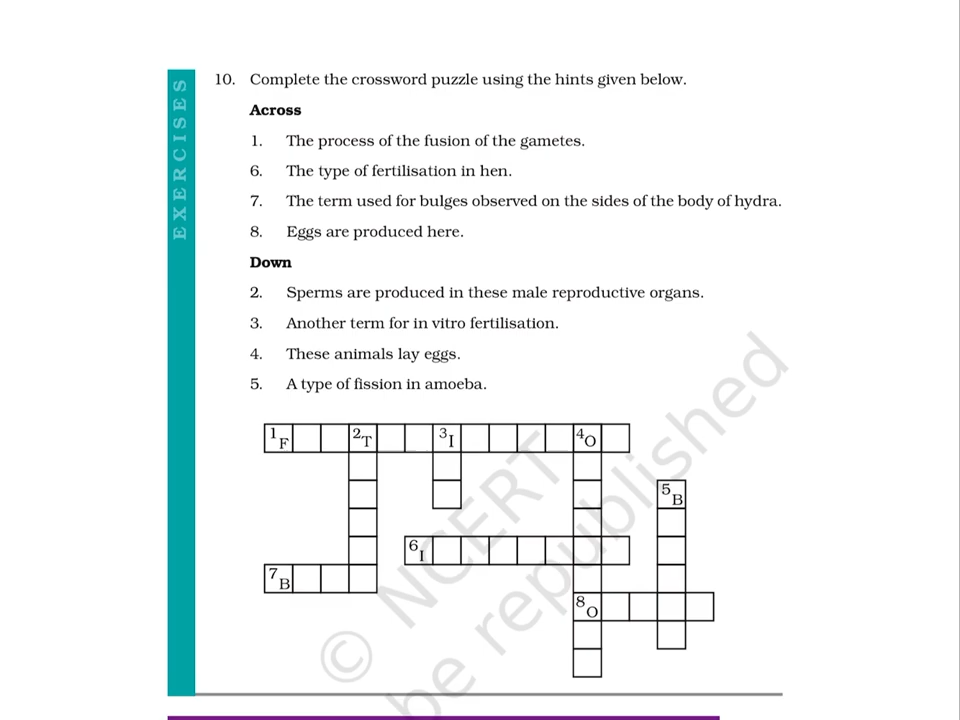 EXERCISES
10. Complete the crossword puzzle using the hints given below.
Across
1. The process of the fusion of the gametes.
6. The type of fertilisation in hen.
7. The term used for bulges observed on the sides of the body of hydra.
8. Eggs are produced here.
Down
2. Sperms are produced in these male reproductive organs.
3. Another term for in vitro fertilisation.
4. These animals lay eggs.
5. A type of fission in amoeba.
1 F 2 T 3 I 4 O
5 B
6 I
7 B
8 O
© NCERT
be republished